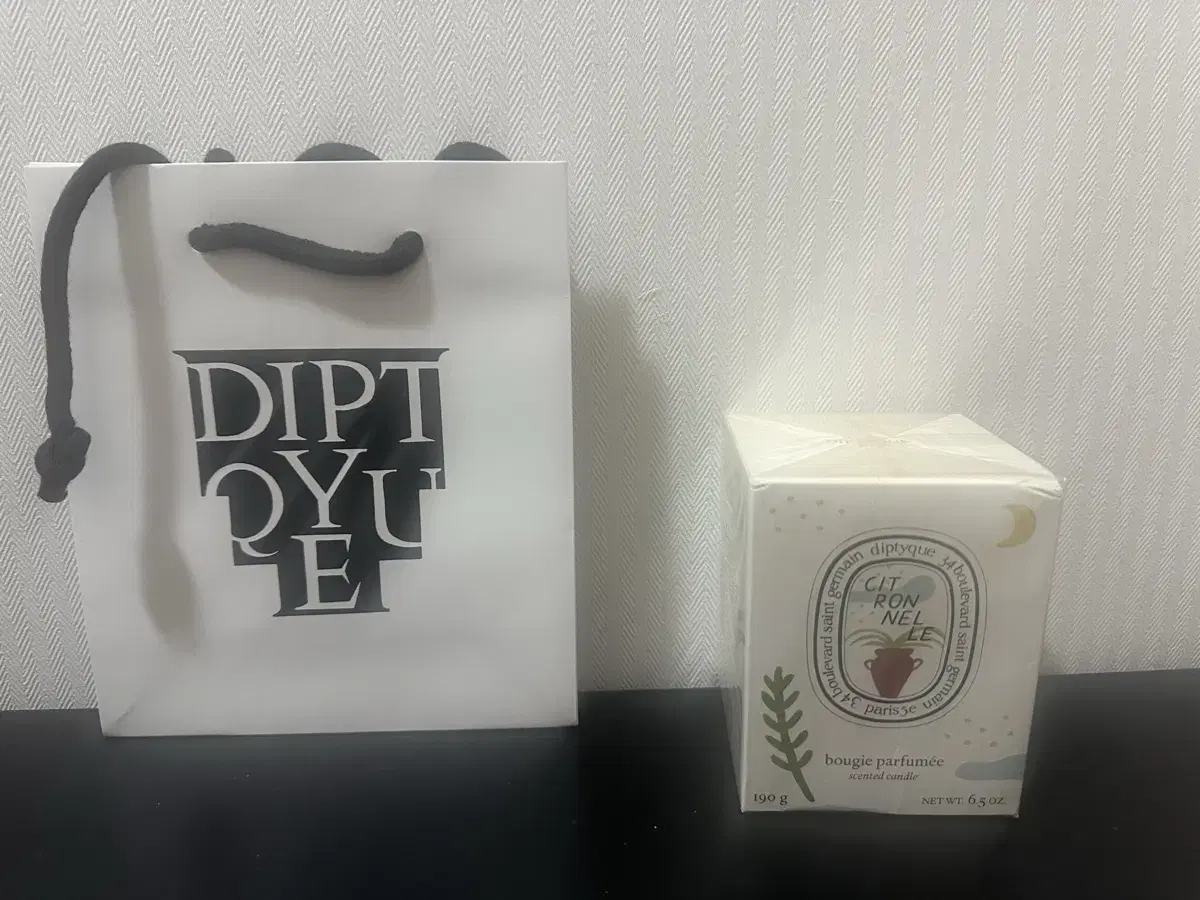 DIPT
QYU
E
diptyque 34 boulevard saint germain paris5e 34 boulevard saint germain
CIT
RON
NEL
LE
bougie parfumée
scented candle
190 g
NET WT. 6.5 OZ.